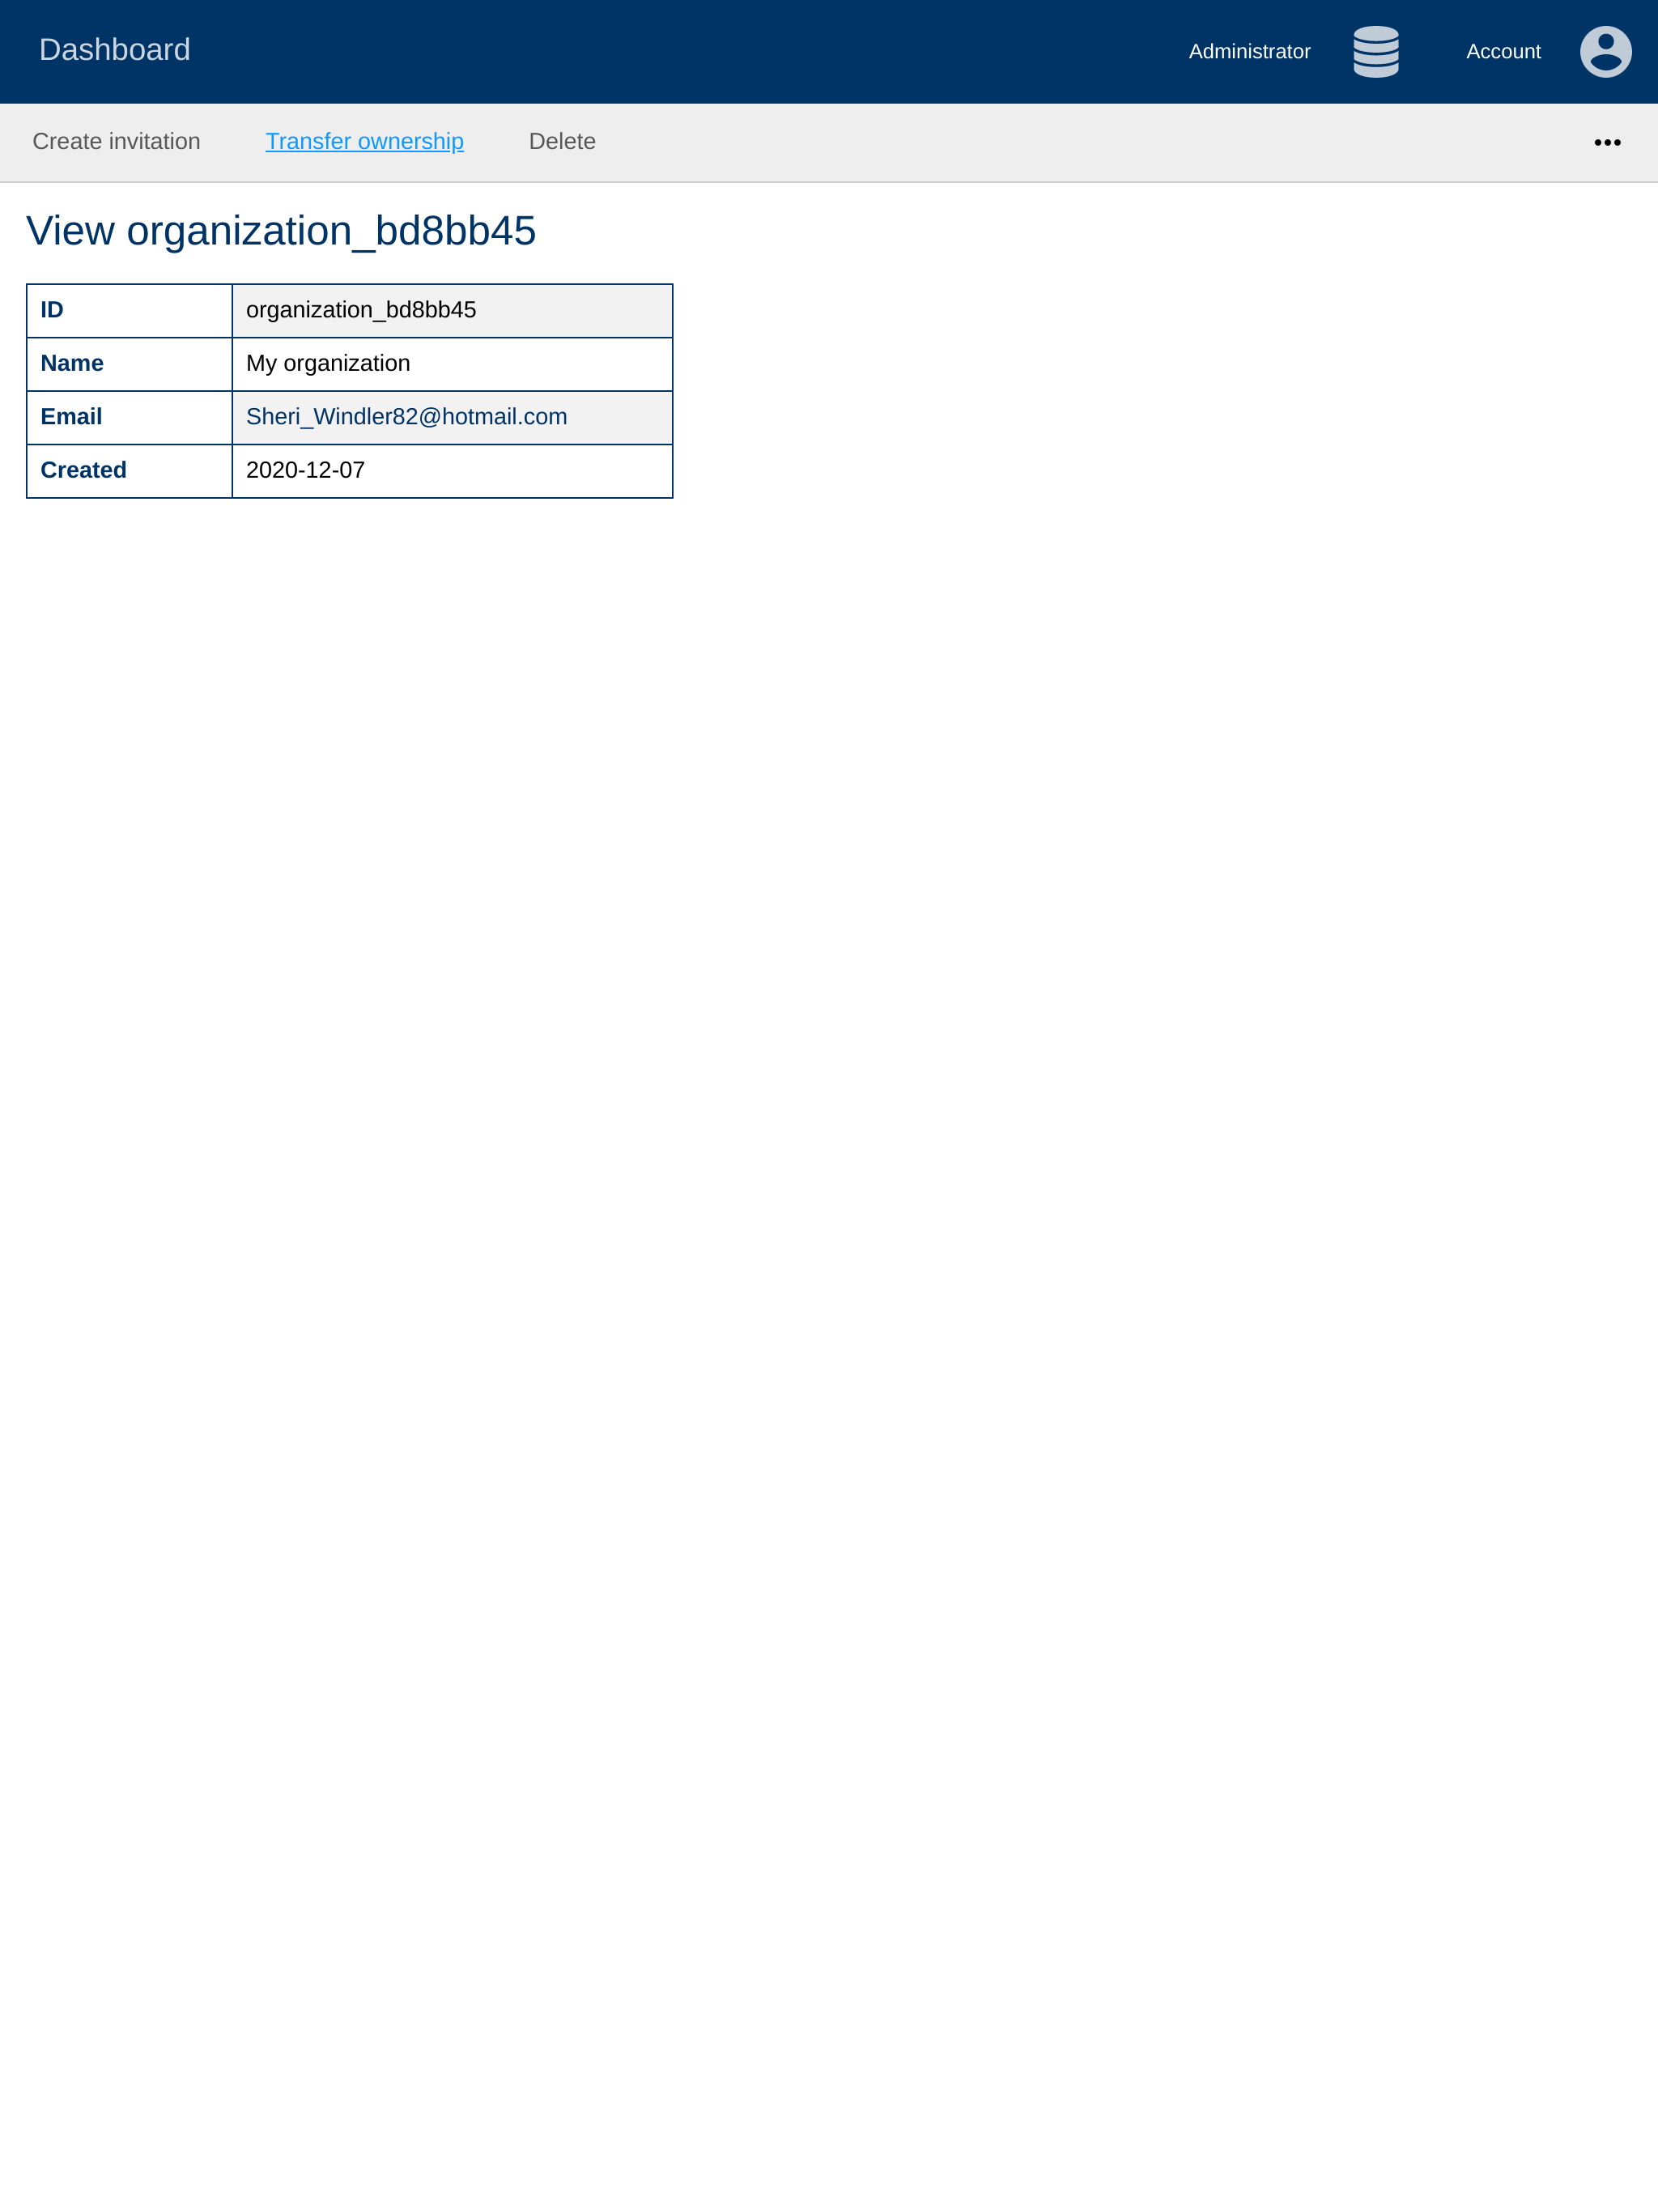 Dashboard Administrator Account
Create invitation Transfer ownership Delete •••
View organization_bd8bb45
ID organization_bd8bb45
Name My organization
Email Sheri_Windler82@hotmail.com
Created 2020-12-07